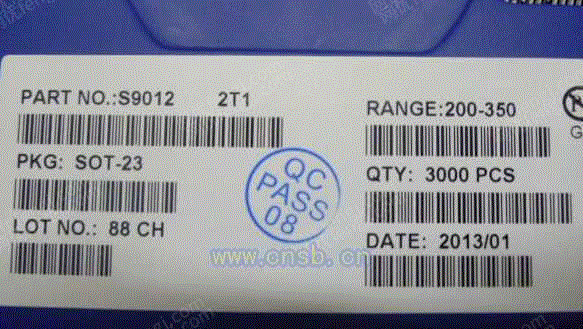 PART NO.:S9012 2T1
RANGE:200-350
PKG: SOT-23
QTY: 3000 PCS
LOT NO.: 88 CH
DATE: 2013/01
QC
PASS
08
www.cnsb.cn